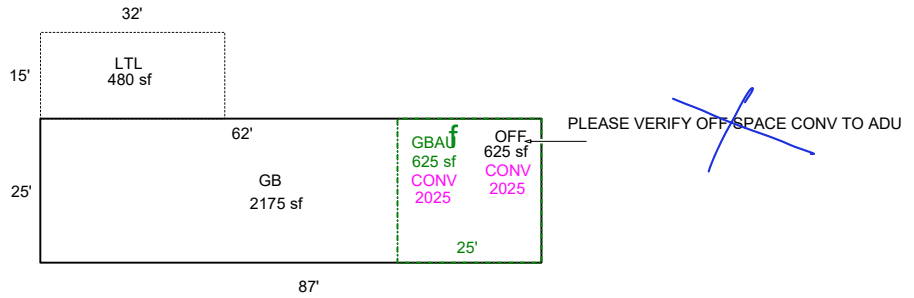 32'
15'
LTL
480 sf
PLEASE VERIFY OFF SPACE CONV TO ADU
62'
GBAU
f
625 sf
CONV
2025
OFF
625 sf
CONV
2025
25'
GB
2175 sf
25'
87'